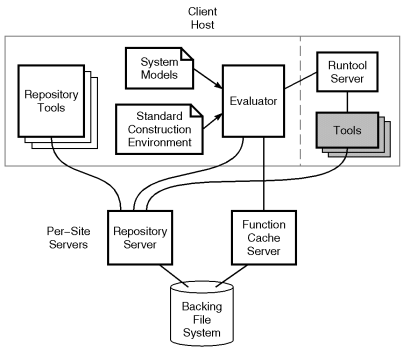 Client
Host
System
Models
Runtool
Server
Repository
Tools
Evaluator
Standard
Construction
Environment
Tools
Per-Site
Servers
Repository
Server
Function
Cache
Server
Backing
File
System